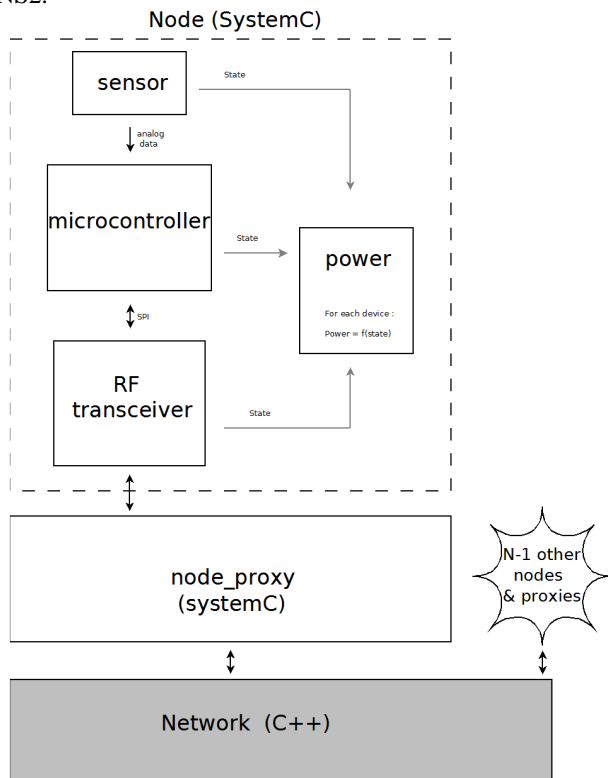 NS2.
Node (SystemC)
sensor
State
analog
data
microcontroller
State
power
For each device :
Power = f(state)
SPI
RF
transceiver
State
node_proxy
(systemC)
N-1 other
nodes
& proxies
Network (C++)